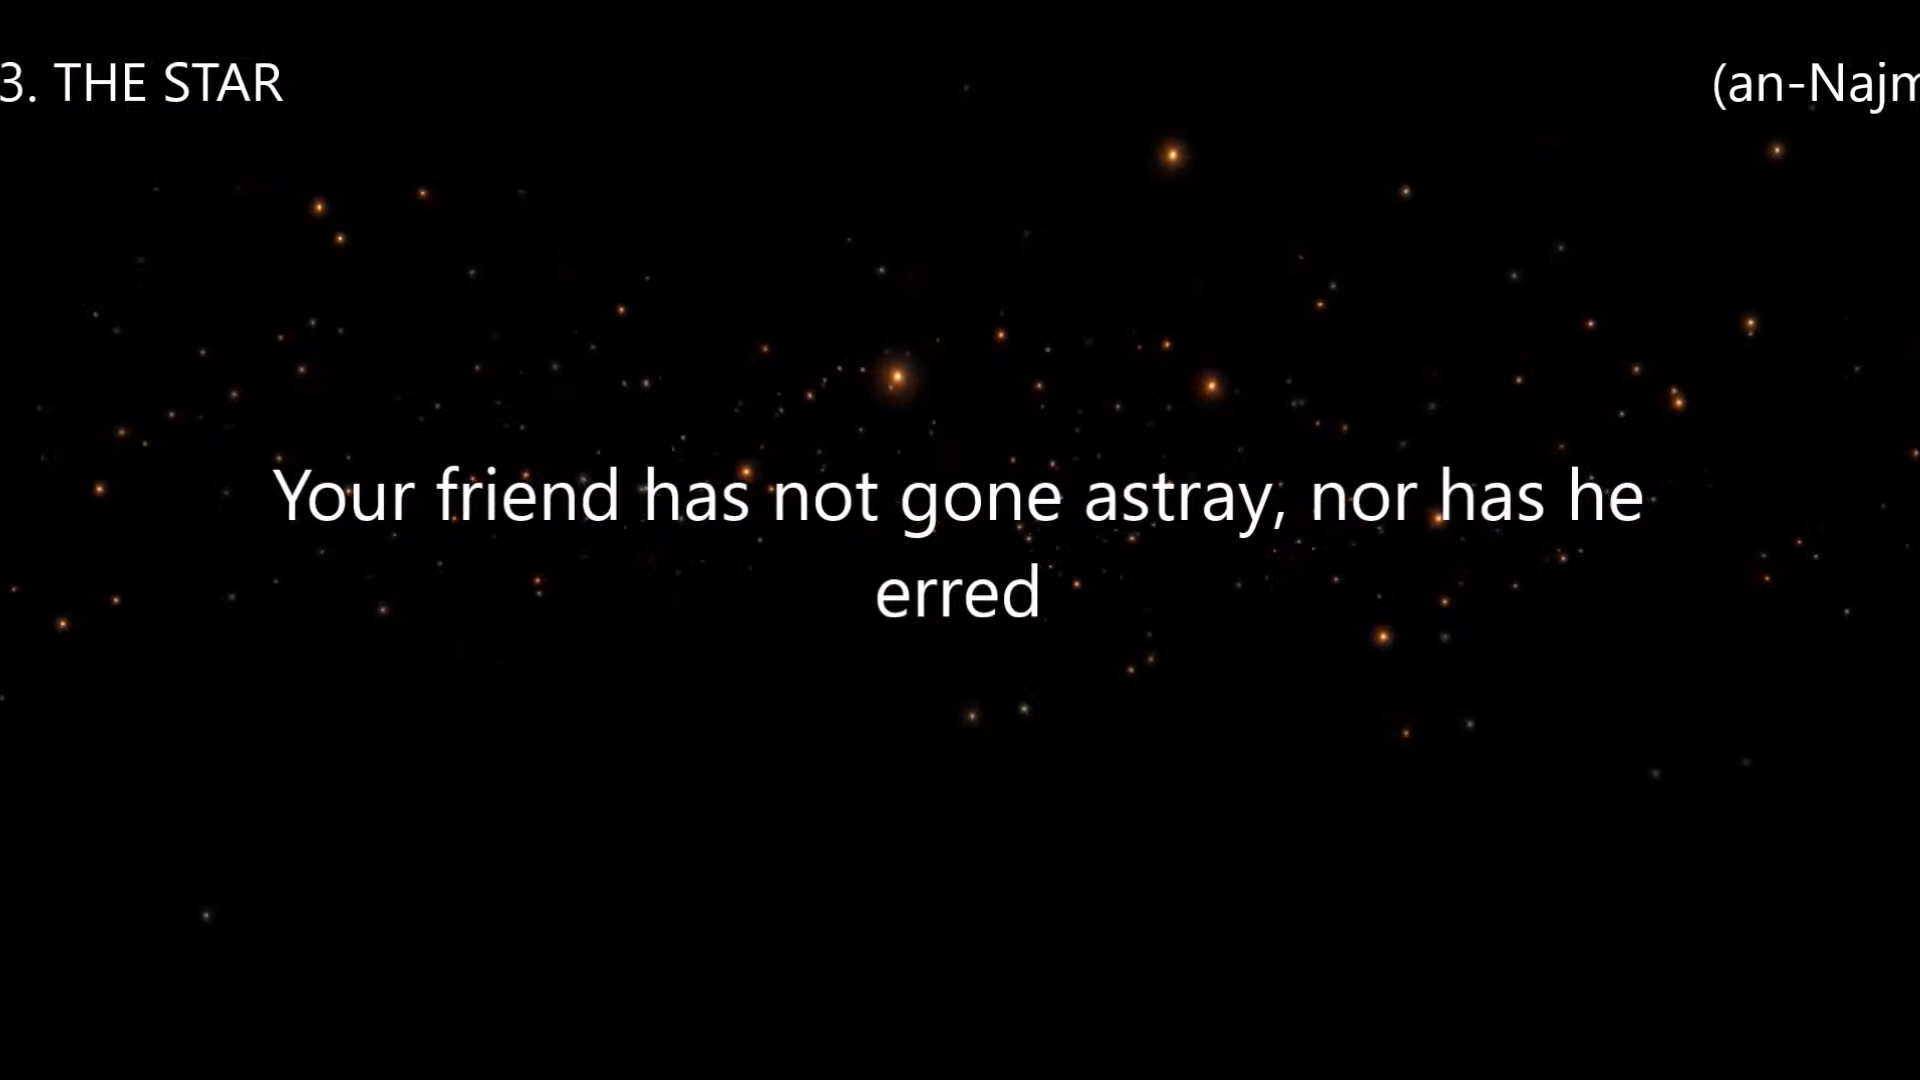 3. THE STAR
(an-Najm
Your friend has not gone astray, nor has he
erred